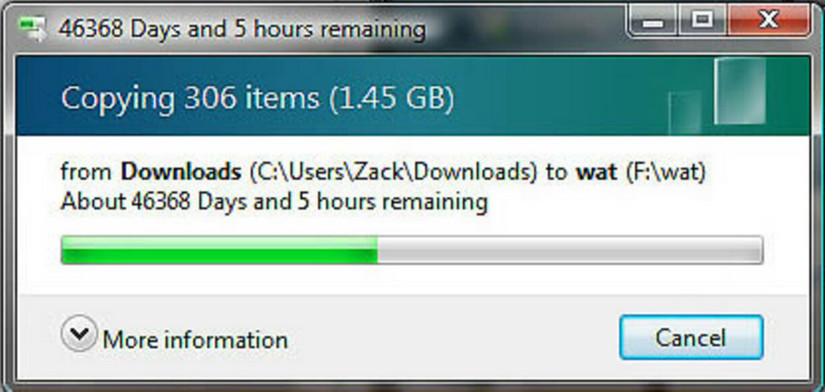 46368 Days and 5 hours remaining
Copying 306 items (1.45 GB)
from Downloads (C:\Users\Zack\Downloads) to wat (F:\wat)
About 46368 Days and 5 hours remaining
More information
Cancel